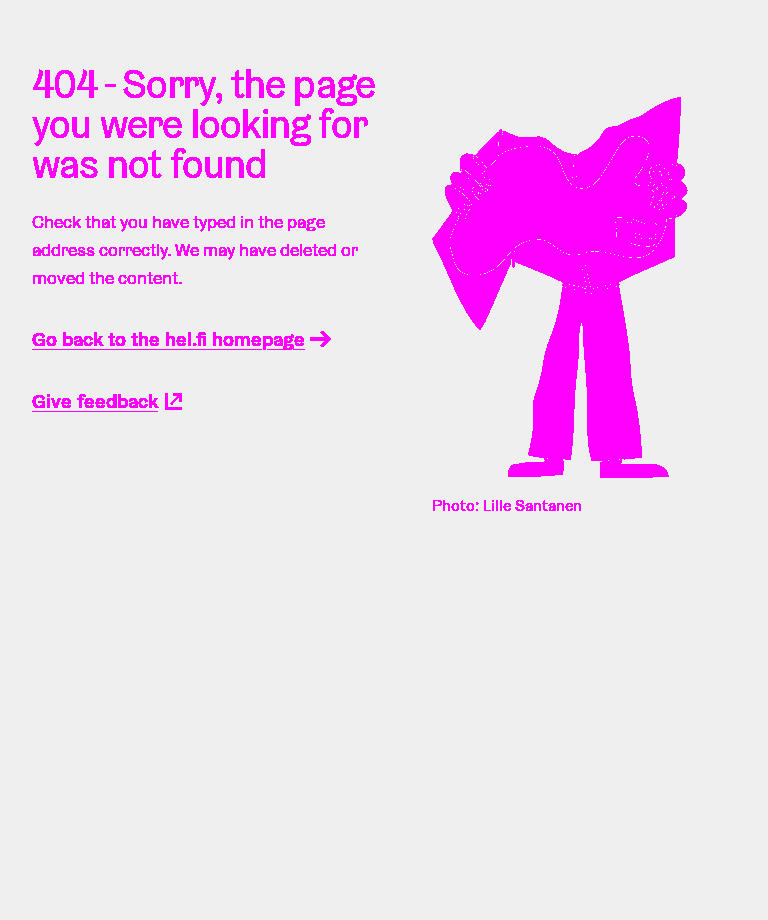 404 - Sorry, the page
you were looking for
was not found
Check that you have typed in the page
address correctly. We may have deleted or
moved the content.
Go back to the hel.fi homepage
Give feedback
Photo: Lille Santanen